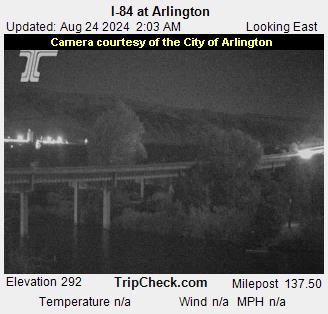 I-84 at Arlington
Updated: Aug 24 2024 2:03 AM Looking East
Camera courtesy of the City of Arlington
Elevation 292 TripCheck.com Milepost 137.50
Temperature n/a Wind n/a MPH n/a